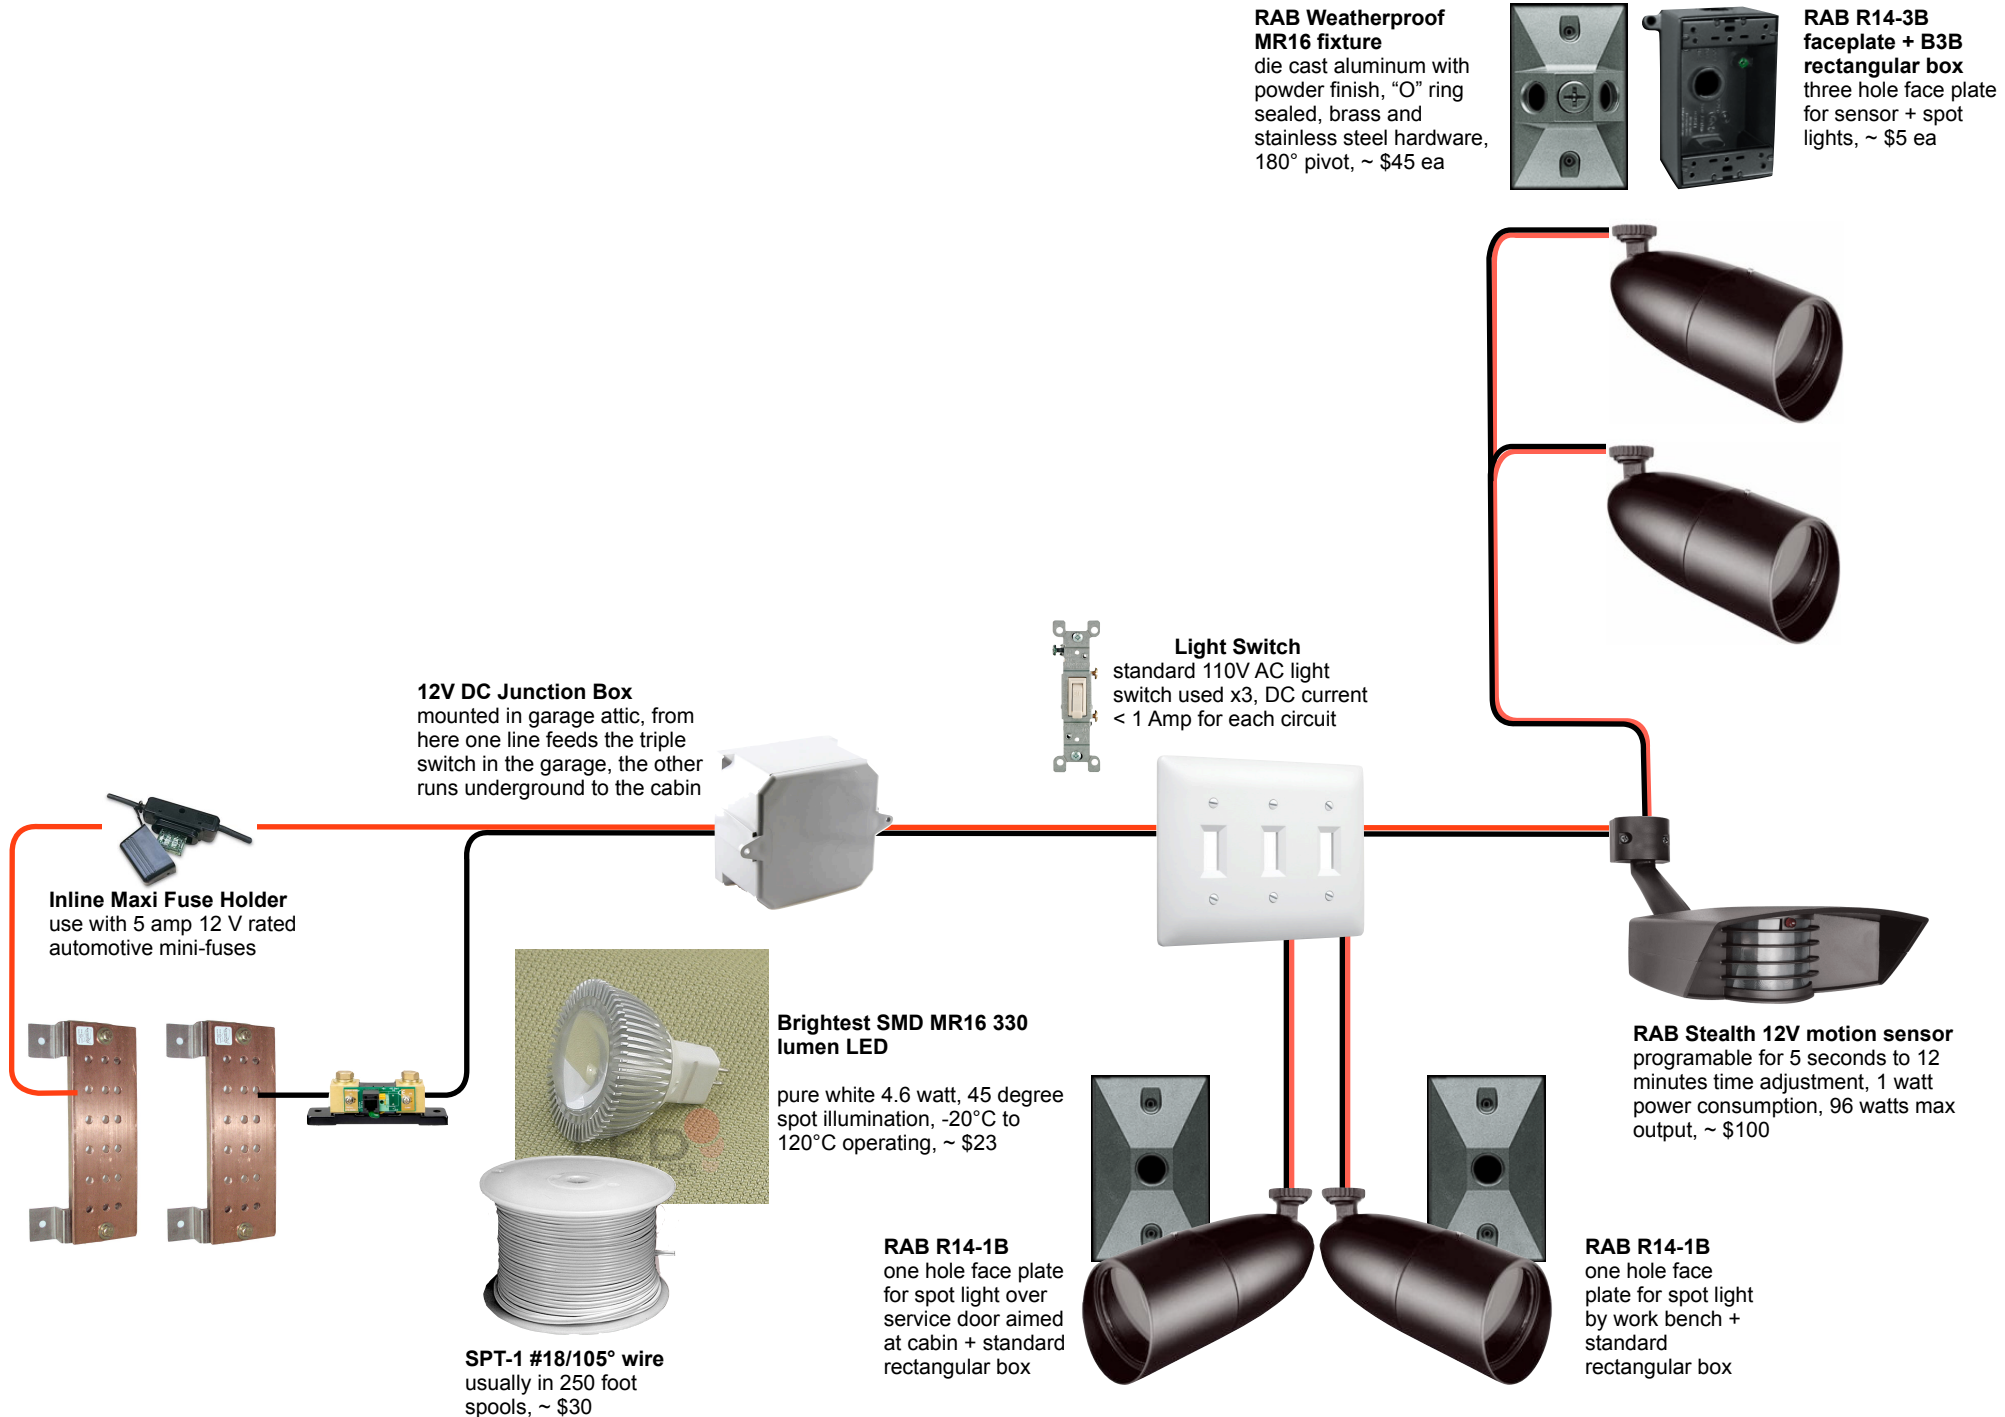 RAB Weatherproof
MR16 fixture
die cast aluminum with
powder finish, “O” ring
sealed, brass and
stainless steel hardware,
180° pivot, ~ $45 ea
RAB R14-3B
faceplate + B3B
rectangular box
three hole face plate
for sensor + spot
lights, ~ $5 ea
Light Switch
standard 110V AC light
switch used x3, DC current
< 1 Amp for each circuit
12V DC Junction Box
mounted in garage attic, from
here one line feeds the triple
switch in the garage, the other
runs underground to the cabin
Inline Maxi Fuse Holder
use with 5 amp 12 V rated
automotive mini-fuses
Brightest SMD MR16 330
lumen LED
pure white 4.6 watt, 45 degree
spot illumination, -20°C to
120°C operating, ~ $23
RAB Stealth 12V motion sensor
programable for 5 seconds to 12
minutes time adjustment, 1 watt
power consumption, 96 watts max
output, ~ $100
RAB R14-1B
one hole face plate
for spot light over
service door aimed
at cabin + standard
rectangular box
RAB R14-1B
one hole face
plate for spot light
by work bench +
standard
rectangular box
SPT-1 #18/105° wire
usually in 250 foot
spools, ~ $30